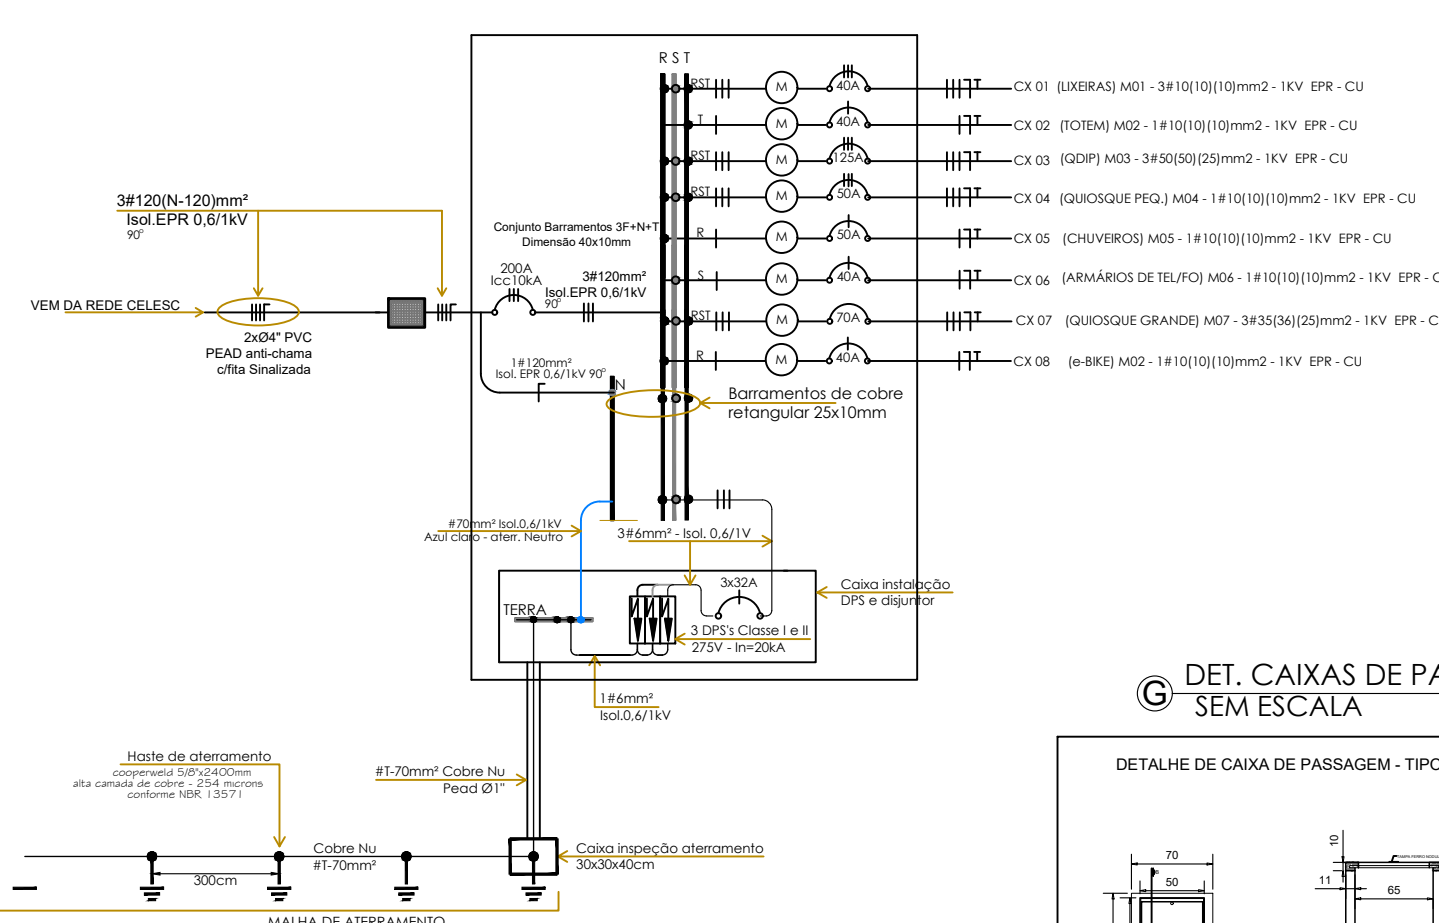 R S T
RST M 40A CX 01 (LIXEIRAS) M01 - 3#10(10)(10)mm2 - 1KV EPR - CU
T M 40A CX 02 (TOTEM) M02 - 1#10(10)(10)mm2 - 1KV EPR - CU
RST M 125A CX 03 (QDIP) M03 - 3#50(50)(25)mm2 - 1KV EPR - CU
RST M 50A CX 04 (QUIOSQUE PEQ.) M04 - 1#10(10)(10)mm2 - 1KV EPR - CU
R M 50A CX 05 (CHUVEIROS) M05 - 1#10(10)(10)mm2 - 1KV EPR - CU
S M 40A CX 06 (ARMÁRIOS DE TEL/FO) M06 - 1#10(10)(10)mm2 - 1KV EPR - C
RST M 70A CX 07 (QUIOSQUE GRANDE) M07 - 3#35(36)(25)mm2 - 1KV EPR - C
R M 40A CX 08 (e-BIKE) M02 - 1#10(10)(10)mm2 - 1KV EPR - CU
3#120(N-120)mm²
Isol.EPR 0,6/1kV
90°
Conjunto Barramentos 3F+N+T
Dimensão 40x10mm
200A
Icc10kA
3#120mm²
Isol.EPR 0,6/1kV
90°
VEM DA REDE CELESC
2xØ4" PVC
PEAD anti-chama
c/fita Sinalizada
1#120mm²
Isol. EPR 0,6/1kV 90°
N
Barramentos de cobre
retangular 25x10mm
#70mm² Isol.0,6/1kV
Azul claro - aterr. Neutro
3#6mm² - Isol. 0,6/1V
3x32A
Caixa instalação
DPS e disjuntor
TERRA
3 DPS's Classe I e II
275V - In=20kA
1#6mm²
Isol.0,6/1kV
G DET. CAIXAS DE PA
SEM ESCALA
Haste de aterramento
cooperweld 5/8"x2400mm
alta camada de cobre - 254 microns
conforme NBR 13571
#T-70mm² Cobre Nu
Pead Ø1"
DETALHE DE CAIXA DE PASSAGEM - TIPO
Cobre Nu
#T-70mm²
Caixa inspeção aterramento
30x30x40cm
300cm
MALHA DE ATERRAMENTO
70
50
10
11
65